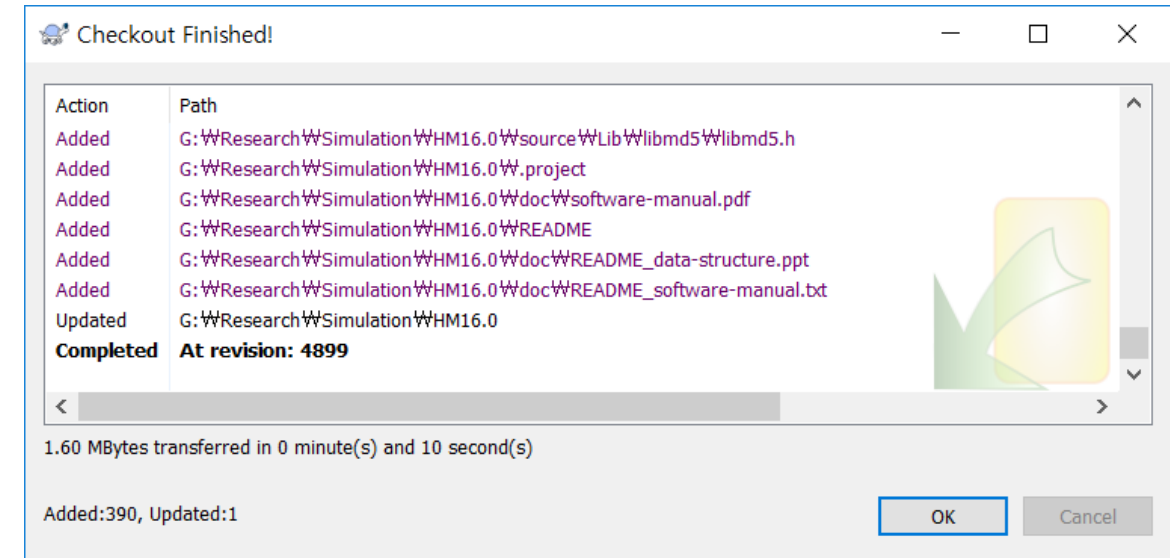 Checkout Finished!
Action Path
Added G:₩Research₩Simulation₩HM16.0₩source₩Lib₩libmd5₩libmd5.h
Added G:₩Research₩Simulation₩HM16.0₩.project
Added G:₩Research₩Simulation₩HM16.0₩doc₩software-manual.pdf
Added G:₩Research₩Simulation₩HM16.0₩README
Added G:₩Research₩Simulation₩HM16.0₩doc₩README_data-structure.ppt
Added G:₩Research₩Simulation₩HM16.0₩doc₩README_software-manual.txt
Updated G:₩Research₩Simulation₩HM16.0
Completed At revision: 4899
1.60 MBytes transferred in 0 minute(s) and 10 second(s)
Added:390, Updated:1
OK Cancel